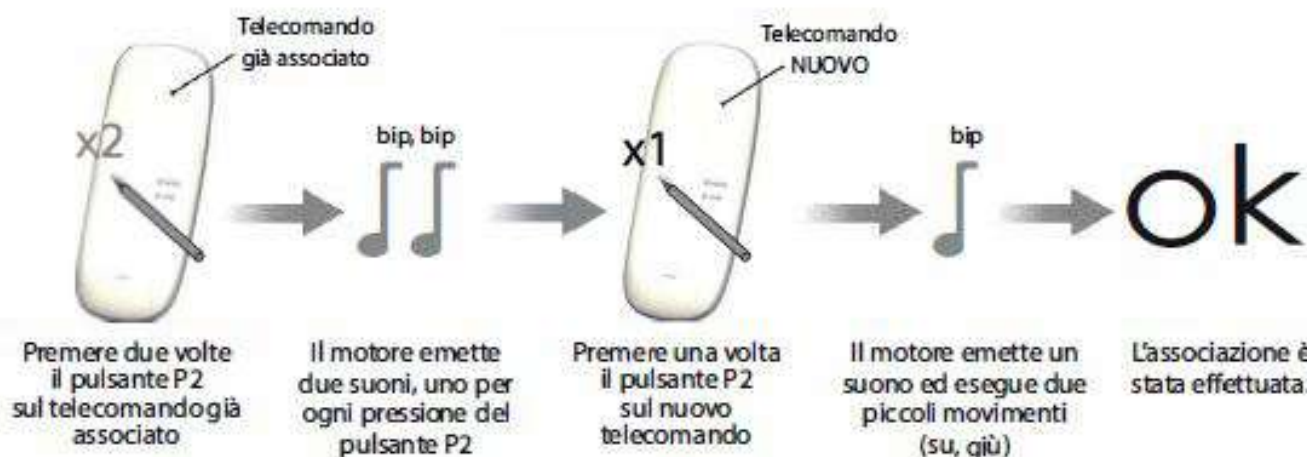 Telecomando
già associato
Telecomando
NUOVO
x2
bip, bip
x1
bip
ok
Premere due volte
il pulsante P2
sul telecomando già
associato
Il motore emette
due suoni, uno per
ogni pressione del
pulsante P2
Premere una volta
il pulsante P2
sul nuovo
telecomando
Il motore emette un
suono ed esegue due
piccoli movimenti
(su, giù)
L'associazione è
stata effettuata.